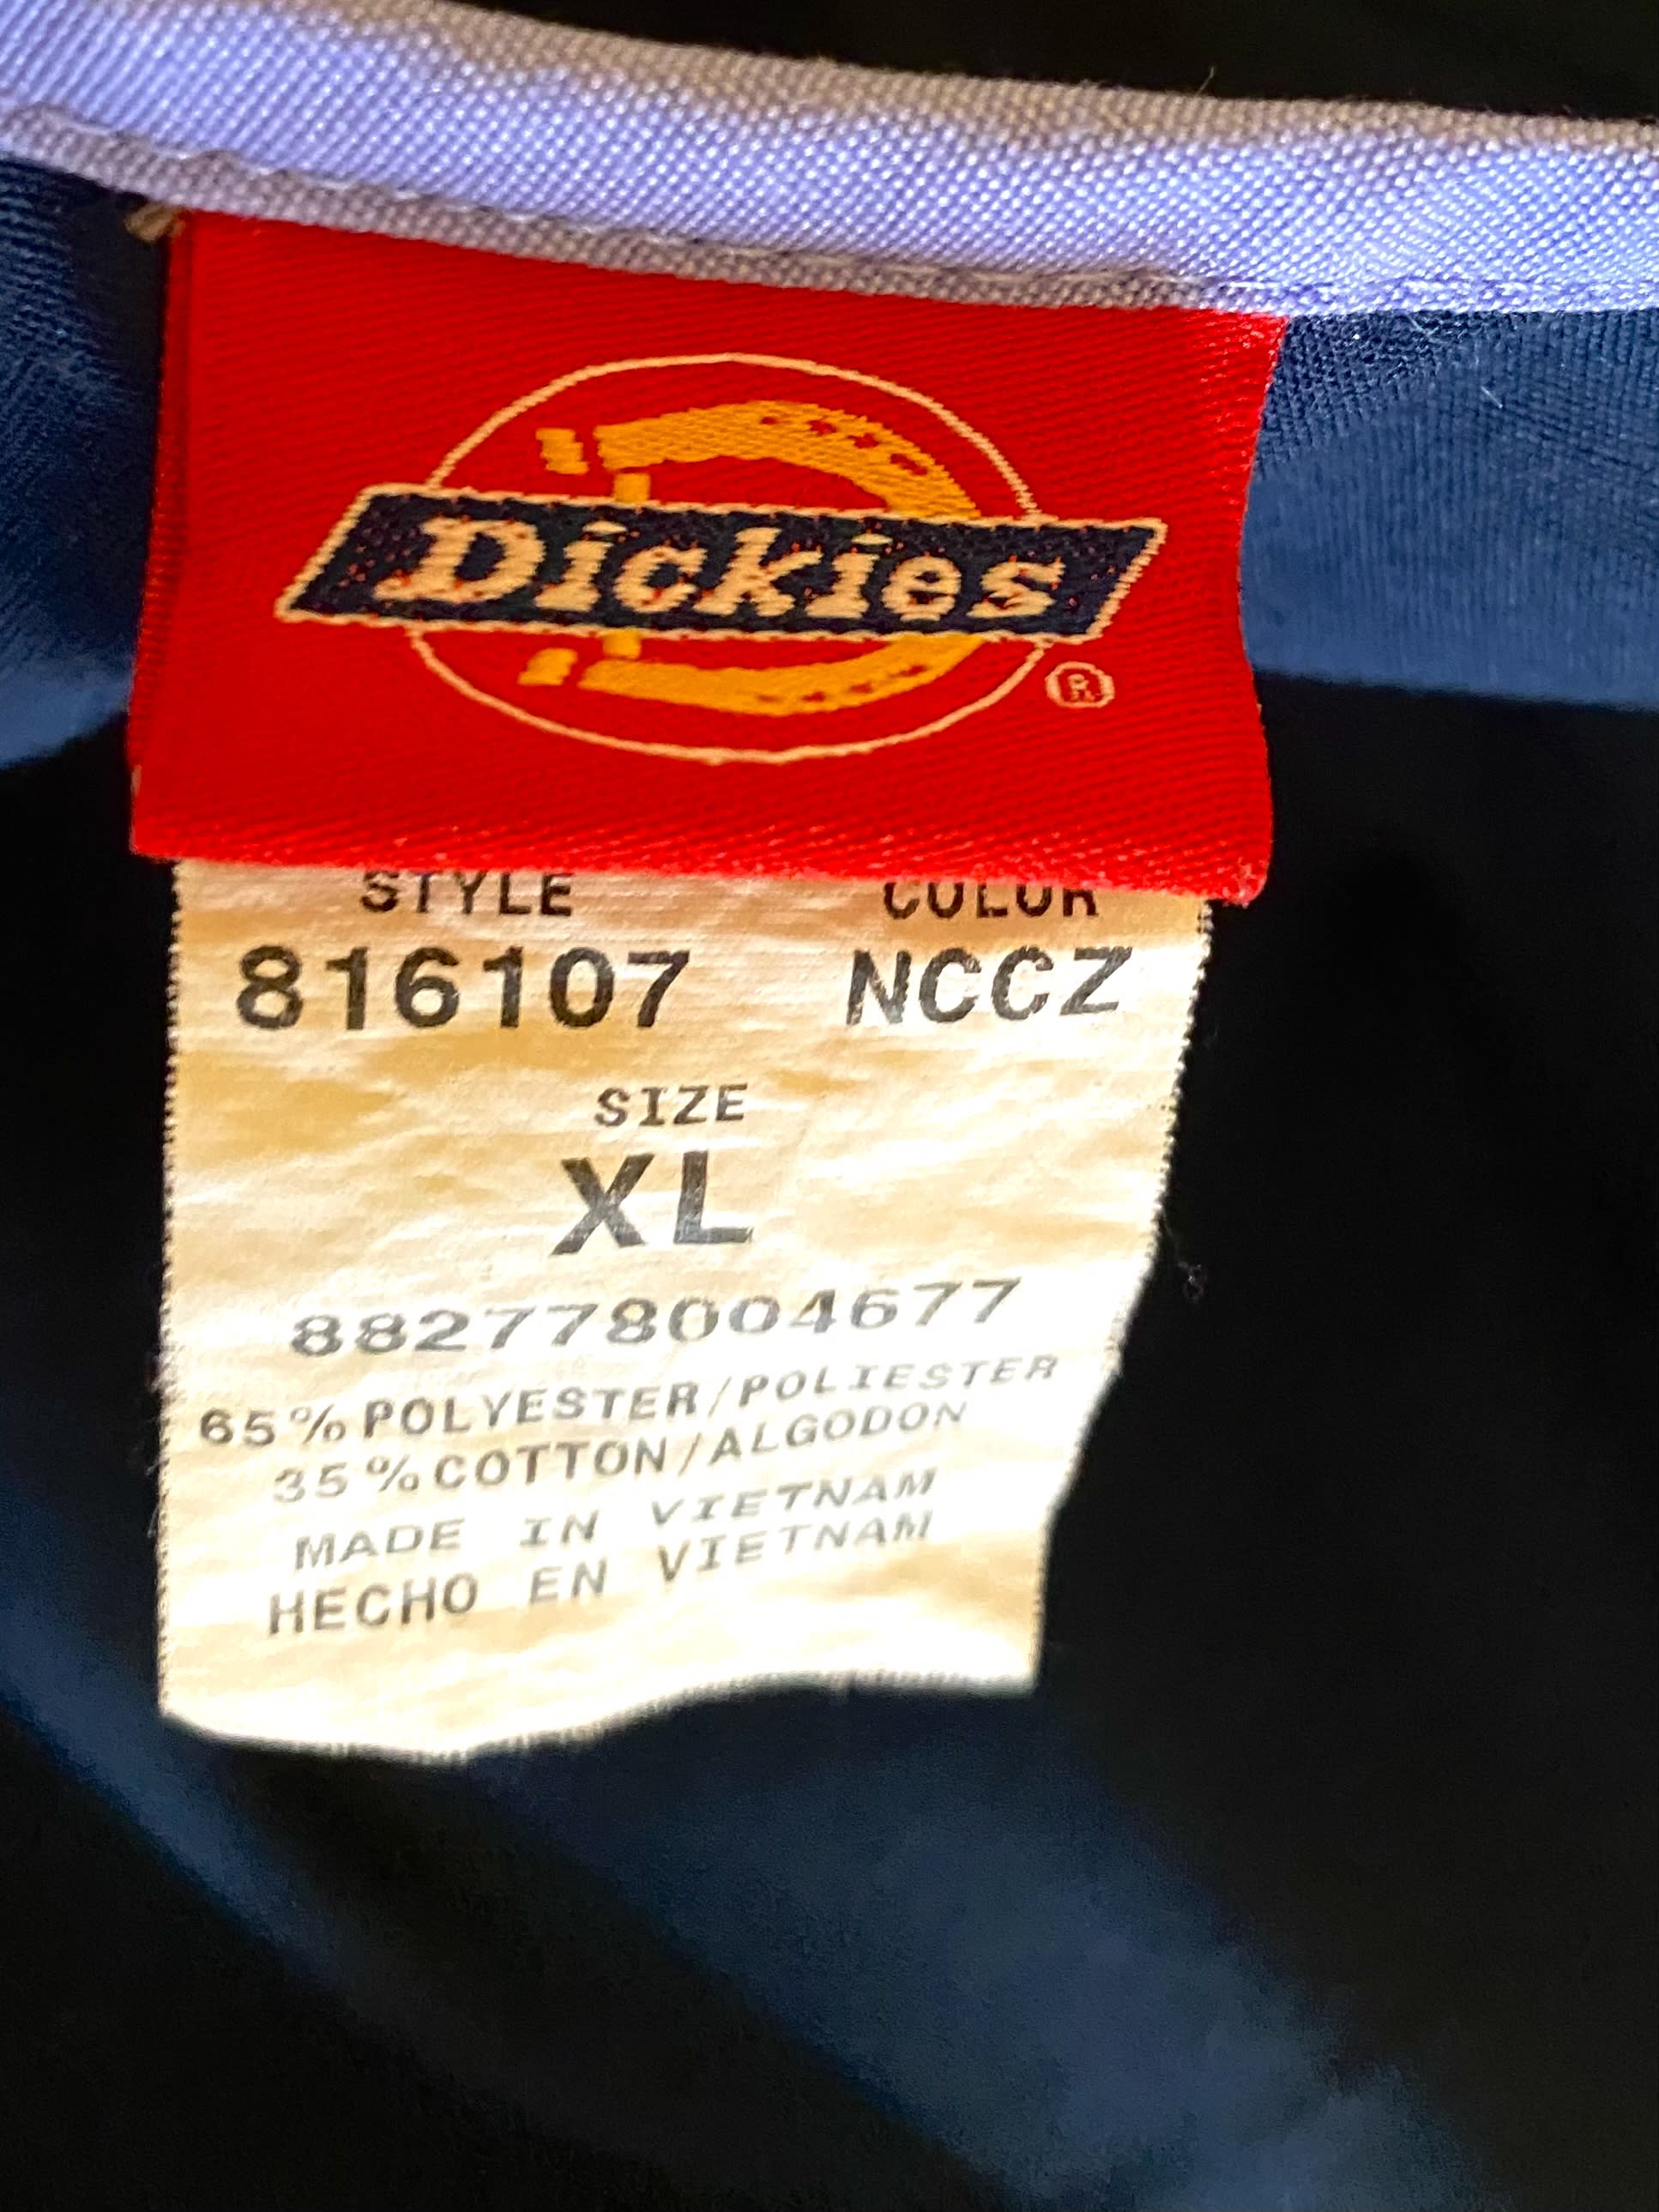 Dickies
®
STYLE COLOR
816107 NCCZ
SIZE
XL
882778004677
65% POLYESTER/POLIESTER
35% COTTON/ALGODON
MADE IN VIETNAM
HECHO EN VIETNAM